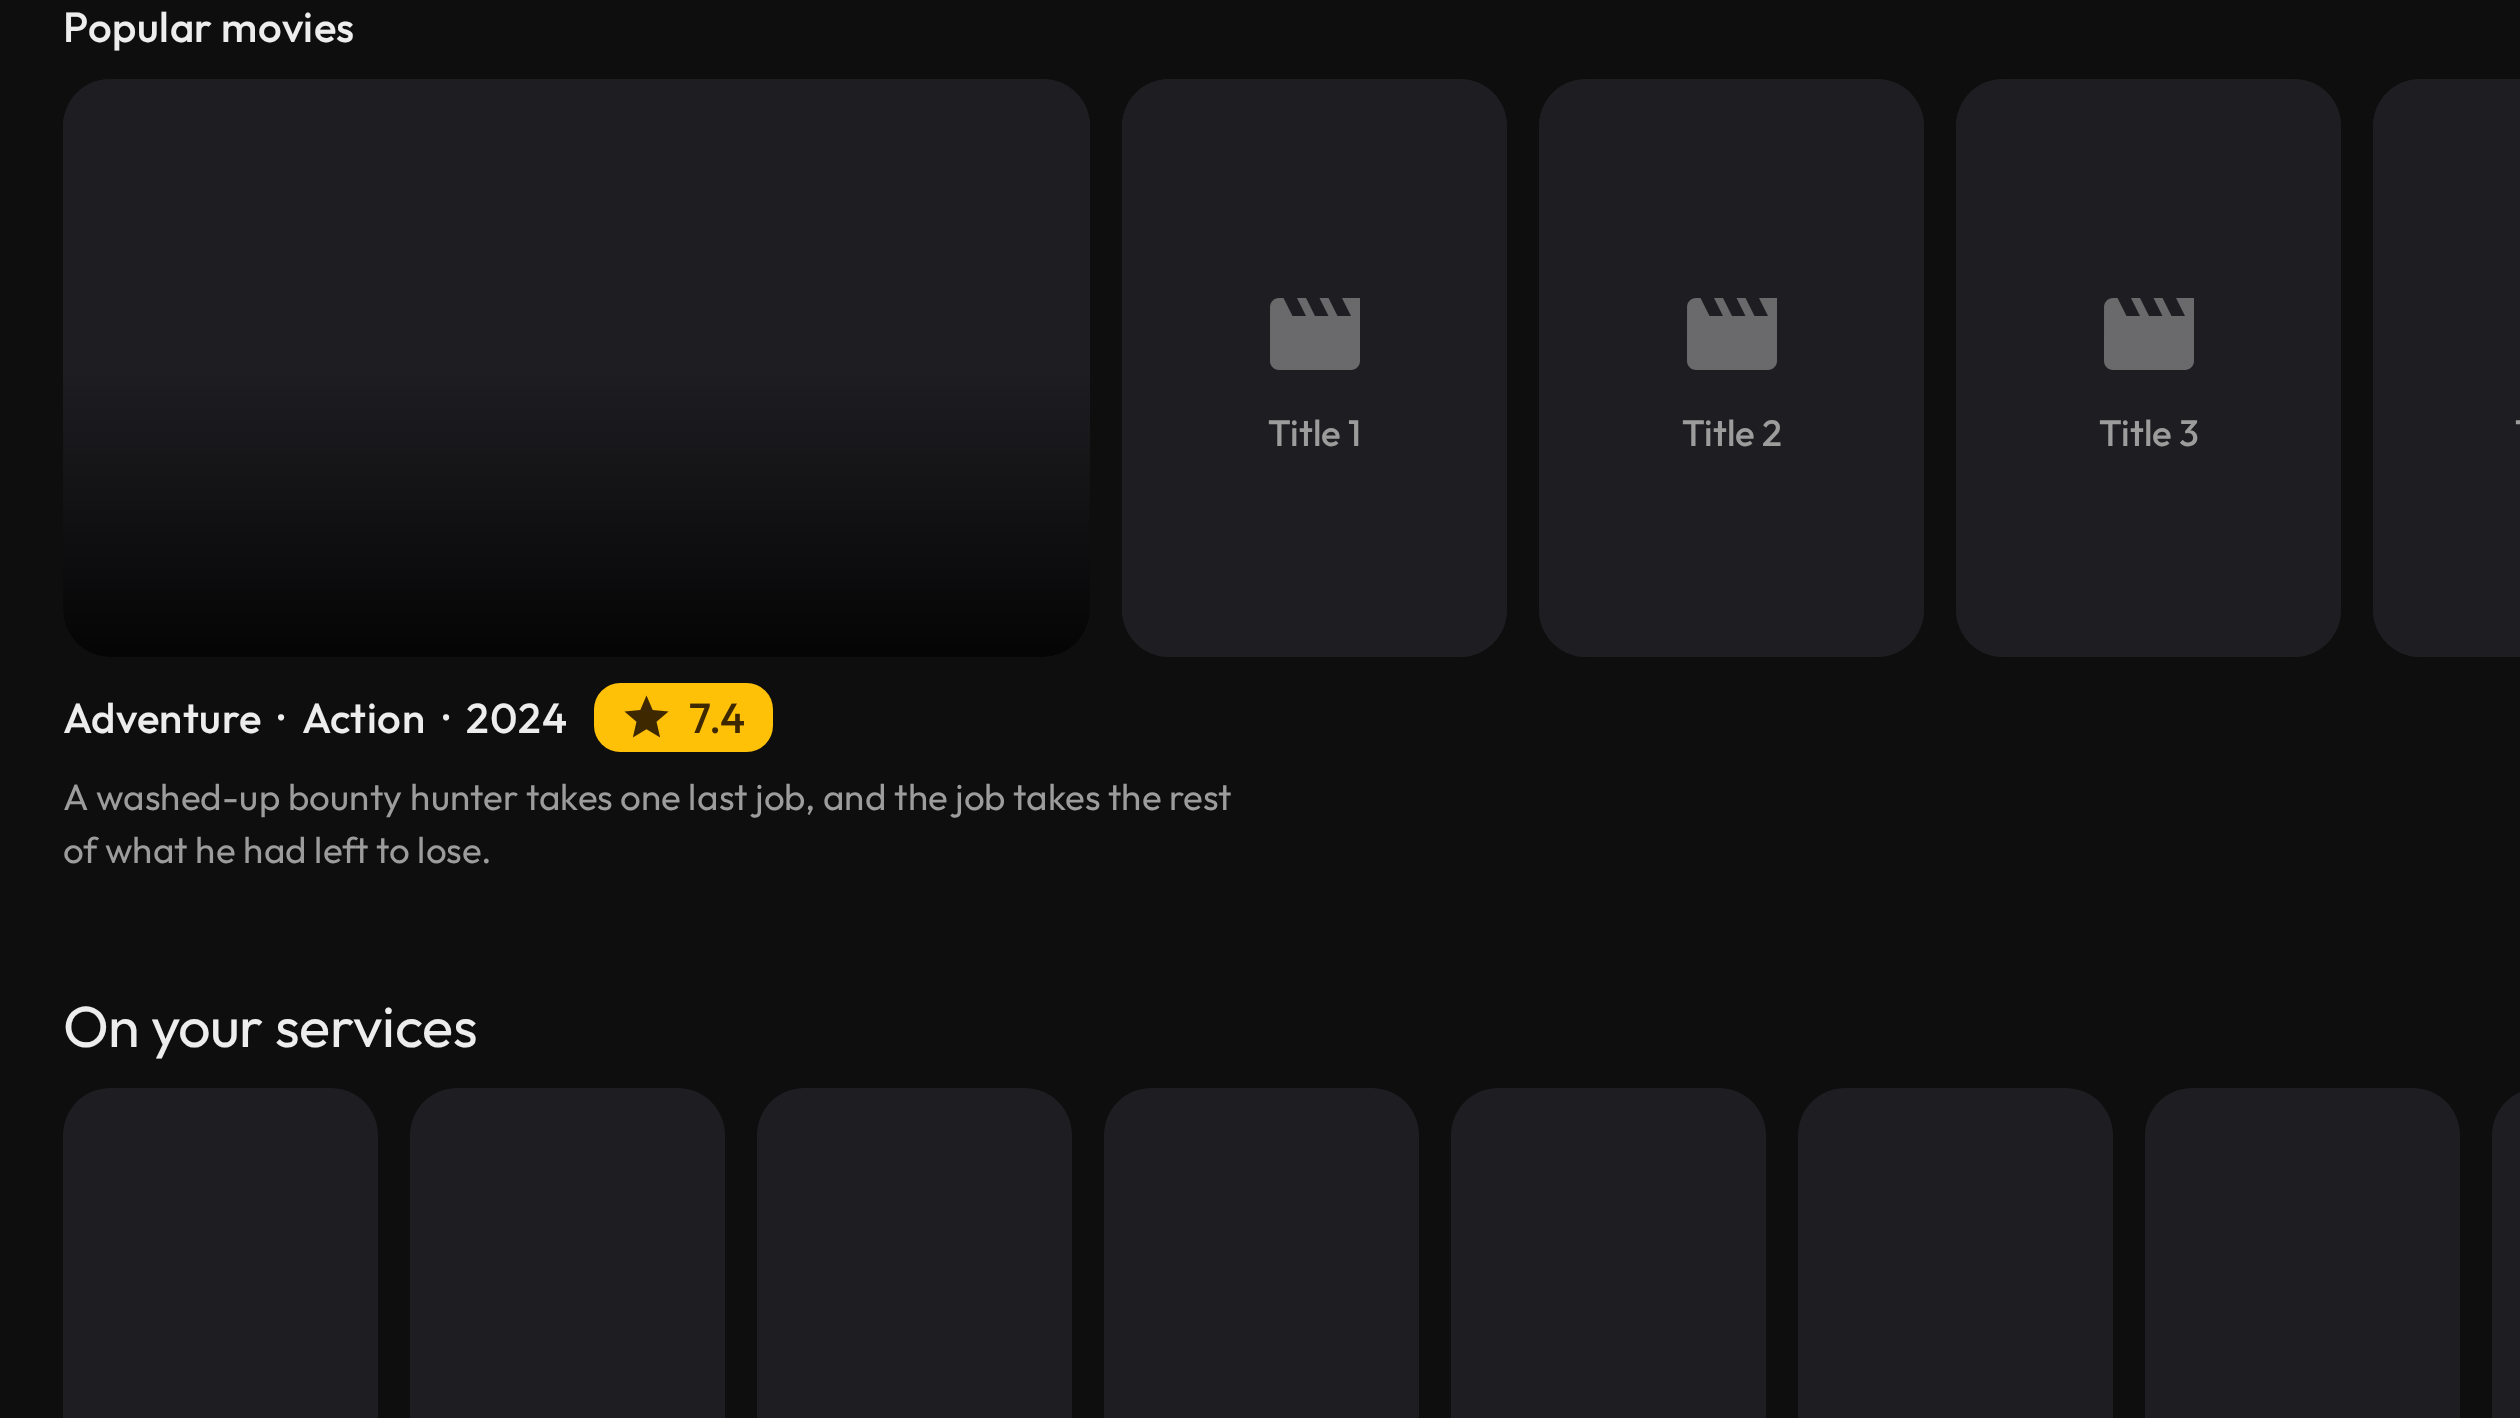 Popular movies
Title 1
Title 2
Title 3
Adventure · Action · 2024 7.4
A washed-up bounty hunter takes one last job, and the job takes the rest
of what he had left to lose.
On your services